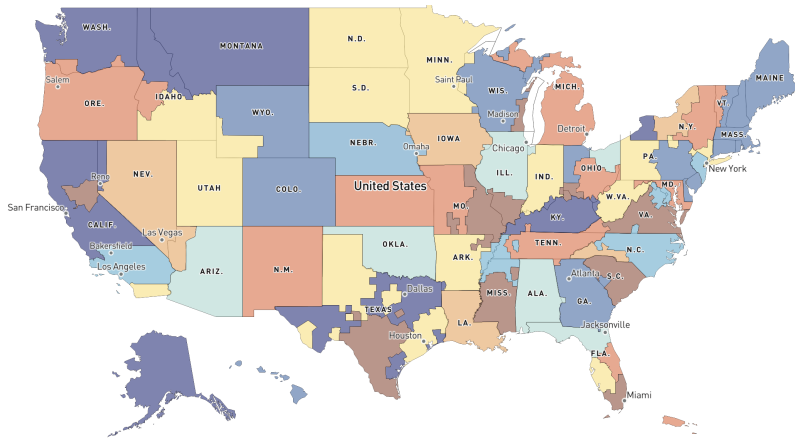 WASH.
MONTANA
N.D.
MINN.
MAINE
Salem
ORE.
IDAHO
WYO.
S.D.
Saint Paul
WIS.
Madison
MICH.
Detroit
VT.
N.Y.
MASS.
NEBR.
Omaha
IOWA
Chicago
ILL.
IND.
OHIO
PA.
New York
Reno
NEV.
UTAH
COLO.
United States
MO.
KY.
W.VA.
MD.
VA.
San Francisco
CALIF.
Las Vegas
Bakersfield
Los Angeles
ARIZ.
N.M.
OKLA.
ARK.
TENN.
N.C.
S.C.
Atlanta
GA.
ALA.
MISS.
Dallas
TEXAS
Houston
LA.
Jacksonville
FLA.
Miami